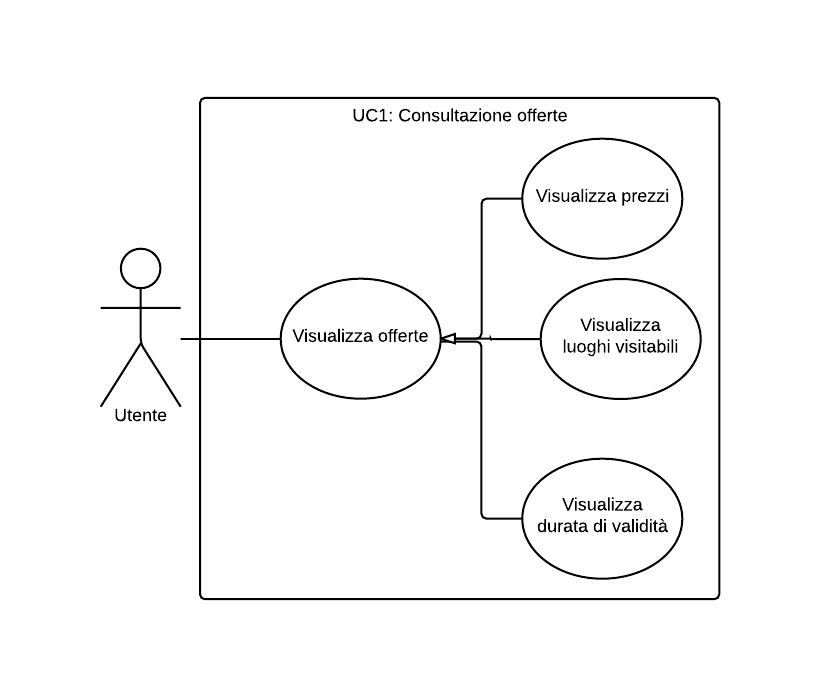 UC1: Consultazione offerte
Visualizza prezzi
Visualizza offerte
Visualizza
luoghi visitabili
Utente
Visualizza
durata di validità